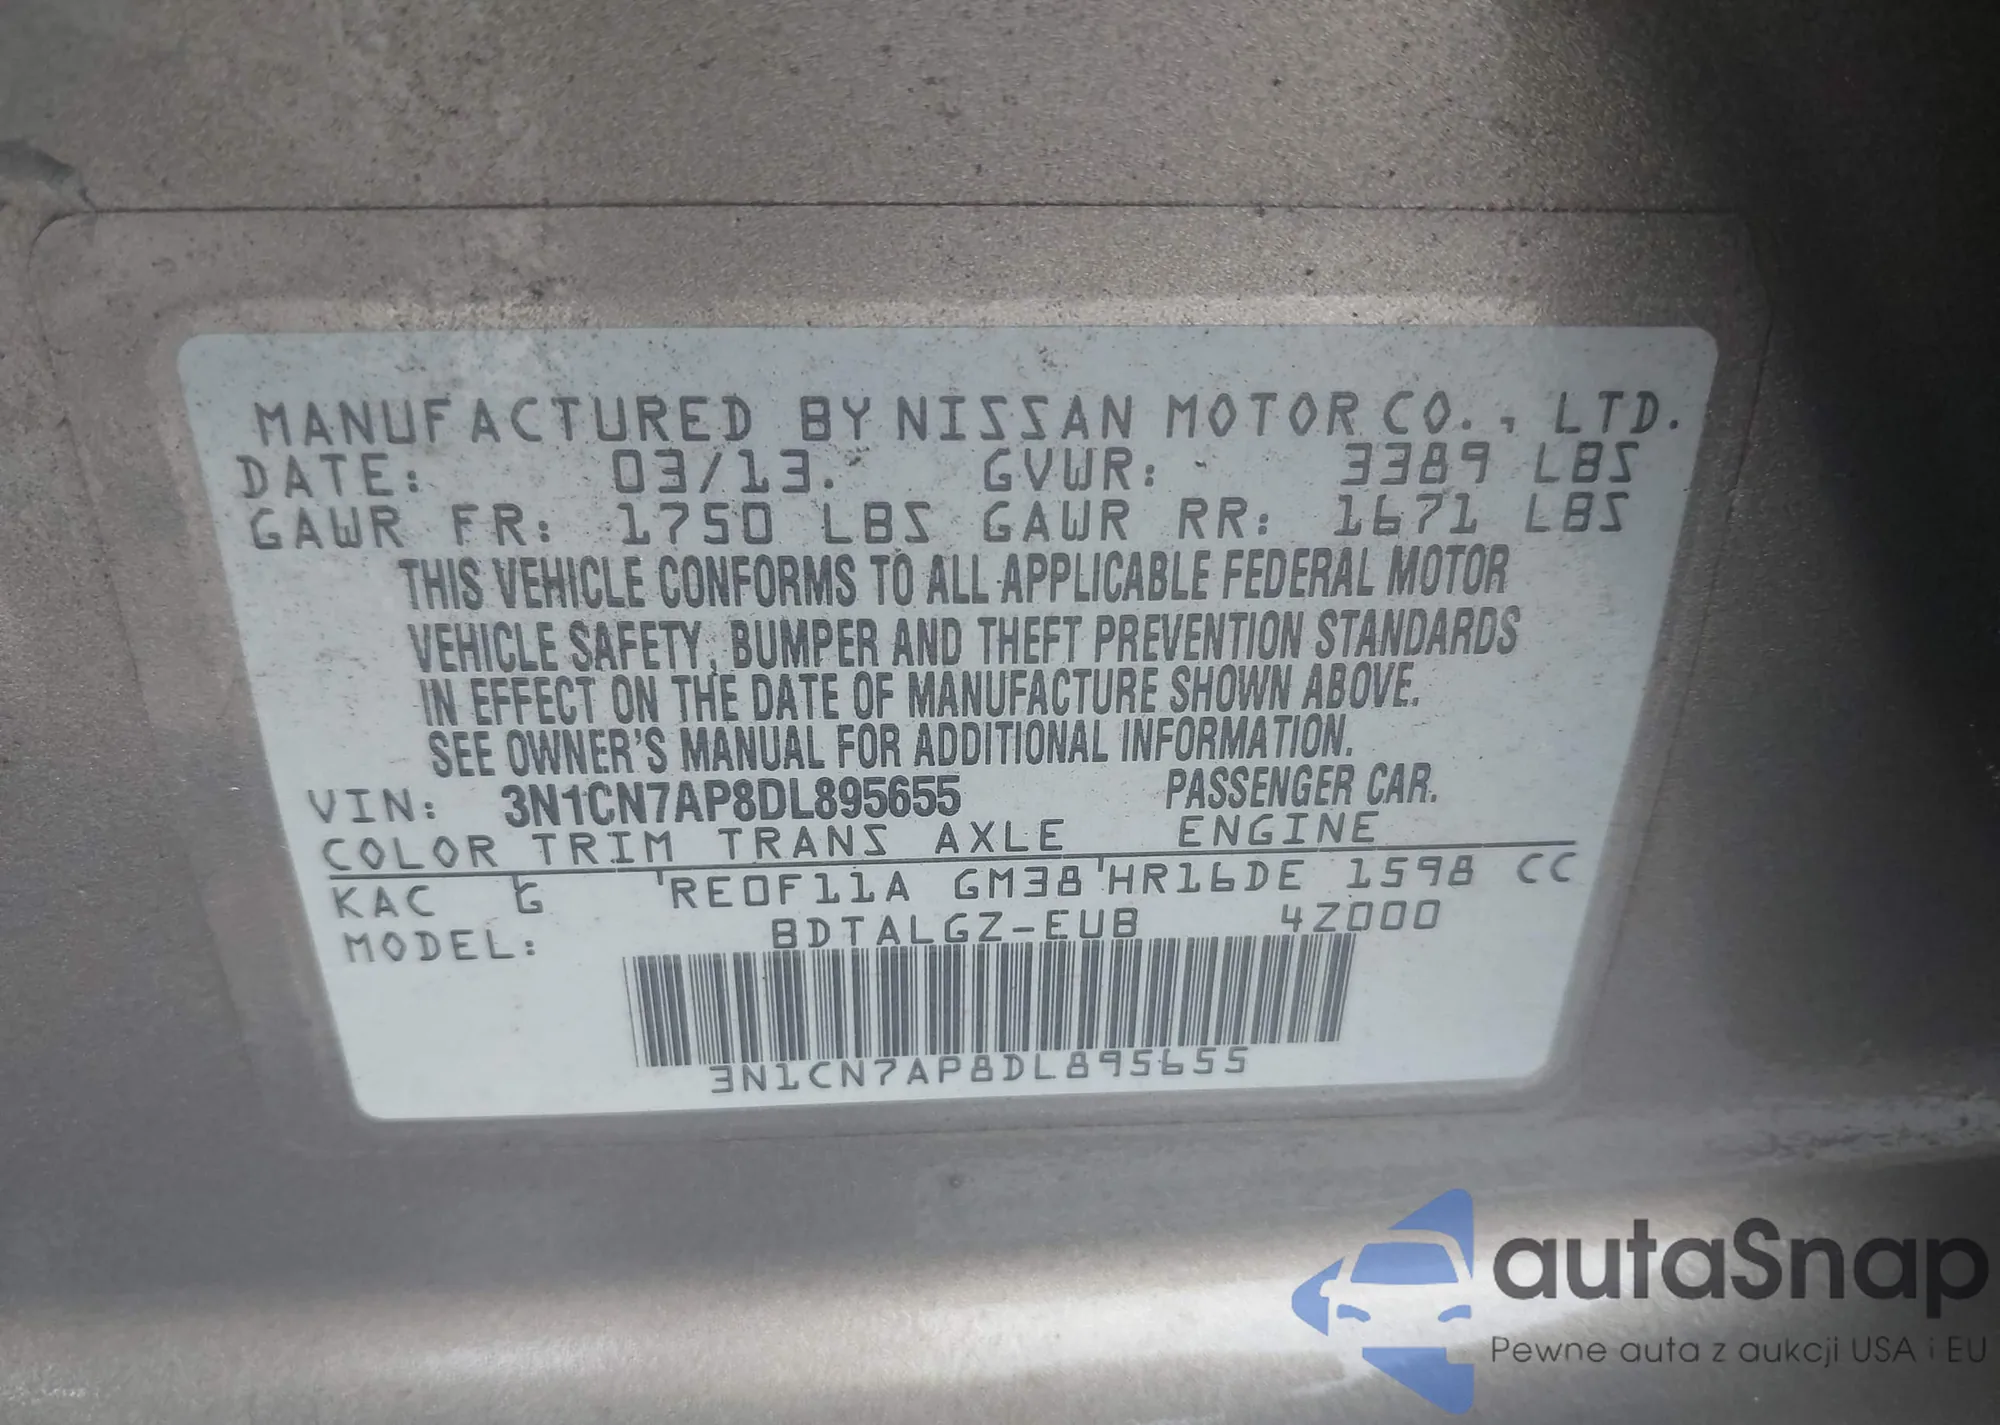 MANUFACTURED BY NISSAN MOTOR CO., LTD.
DATE: 03/13. GVWR: 3389 LBS
GAWR FR: 1750 LBS GAWR RR: 1671 LBS
THIS VEHICLE CONFORMS TO ALL APPLICABLE FEDERAL MOTOR
VEHICLE SAFETY, BUMPER AND THEFT PREVENTION STANDARDS
IN EFFECT ON THE DATE OF MANUFACTURE SHOWN ABOVE.
SEE OWNER'S MANUAL FOR ADDITIONAL INFORMATION.
VIN: 3N1CN7AP8DL895655 PASSENGER CAR.
COLOR TRIM TRANS AXLE ENGINE
KAC G RE0F11A GM38 HR16DE 1598 CC
MODEL: BDTALGZ-EUB 4Z000
3N1CN7AP8DL895655
autaSnap
Pewne auta z aukcji USA i EU